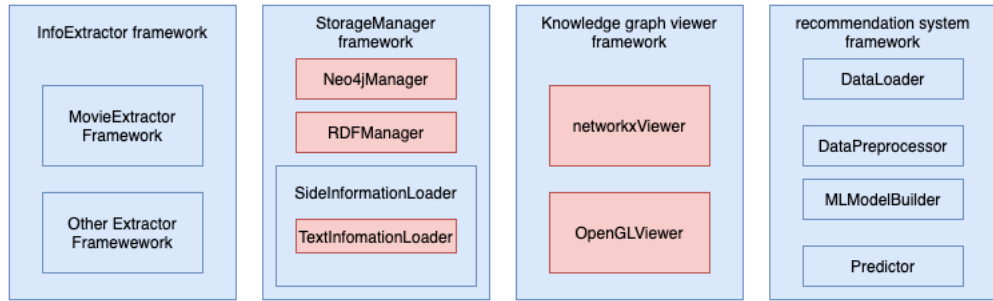 InfoExtractor framework
MovieExtractor
Framework
Other Extractor
Framewework
StorageManager
framework
Neo4jManager
RDFManager
SideInformationLoader
TextInfomationLoader
Knowledge graph viewer
framework
networkxViewer
OpenGLViewer
recommendation system
framework
DataLoader
DataPreprocessor
MLModelBuilder
Predictor